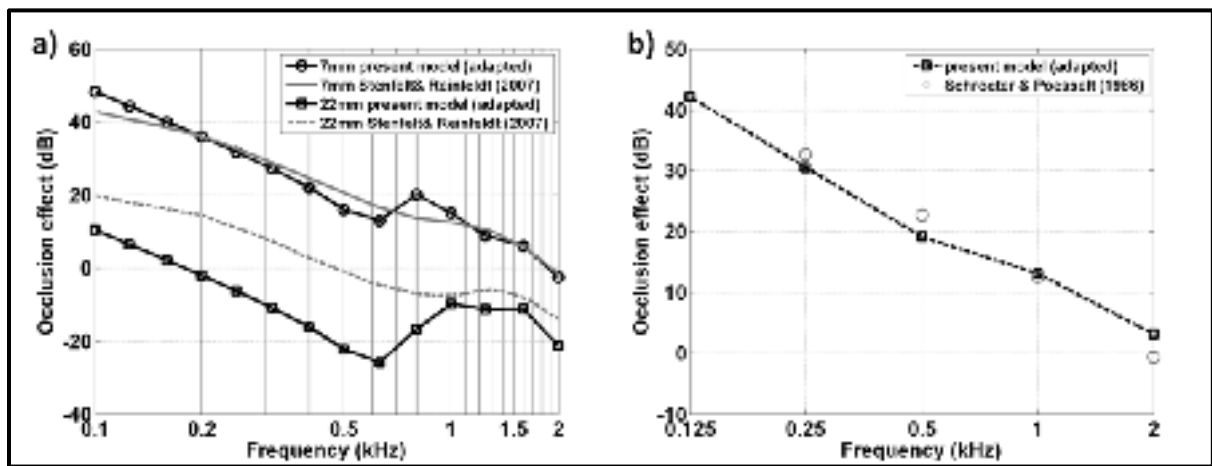 a)
60
40
20
0
-20
-40
Occlusion effect (dB)
7mm present model (adapted)
7mm Stenfelt& Reinfeldt (2007)
22mm present model (adapted)
22mm Stenfelt& Reinfeldt (2007)
0.1
0.2
0.5
1
1.5
2
Frequency (kHz)
b)
50
40
30
20
10
0
-10
Occlusion effect (dB)
present model (adapted)
Schroeter & Poesselt (1986)
0.125
0.25
0.5
1
2
Frequency (kHz)